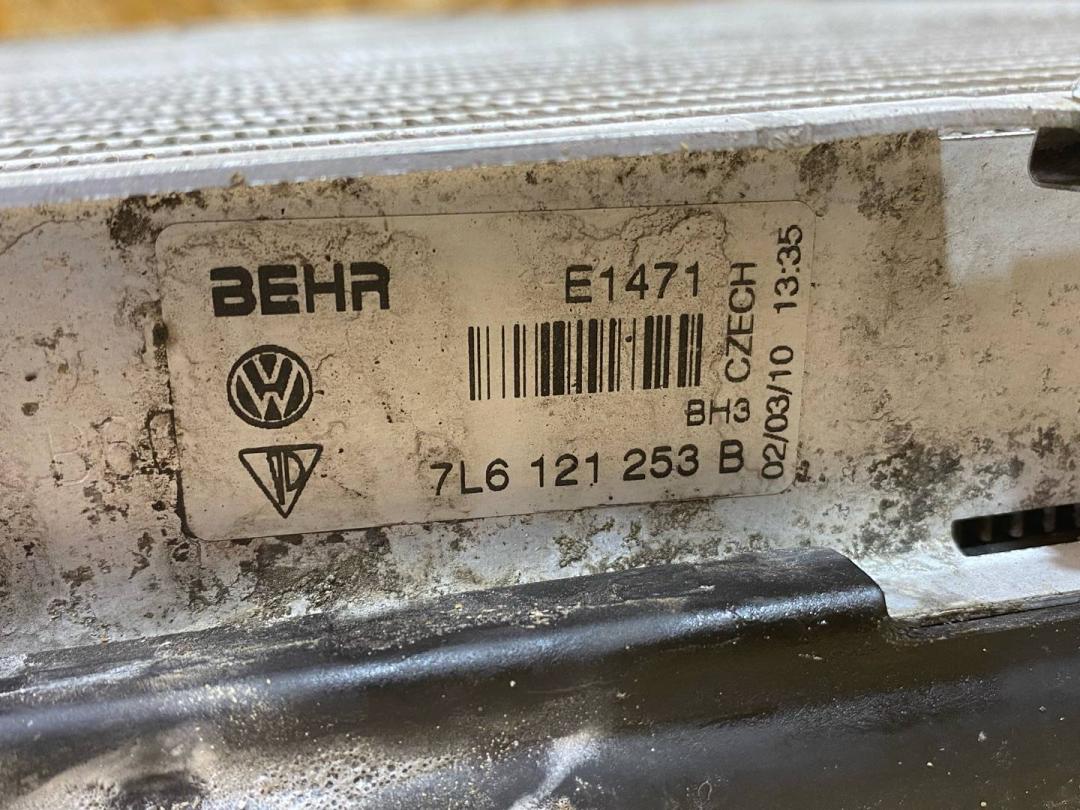 BEHR
E1471
BH3
7L6 121 253 B
CZECH
02/03/10 13:35